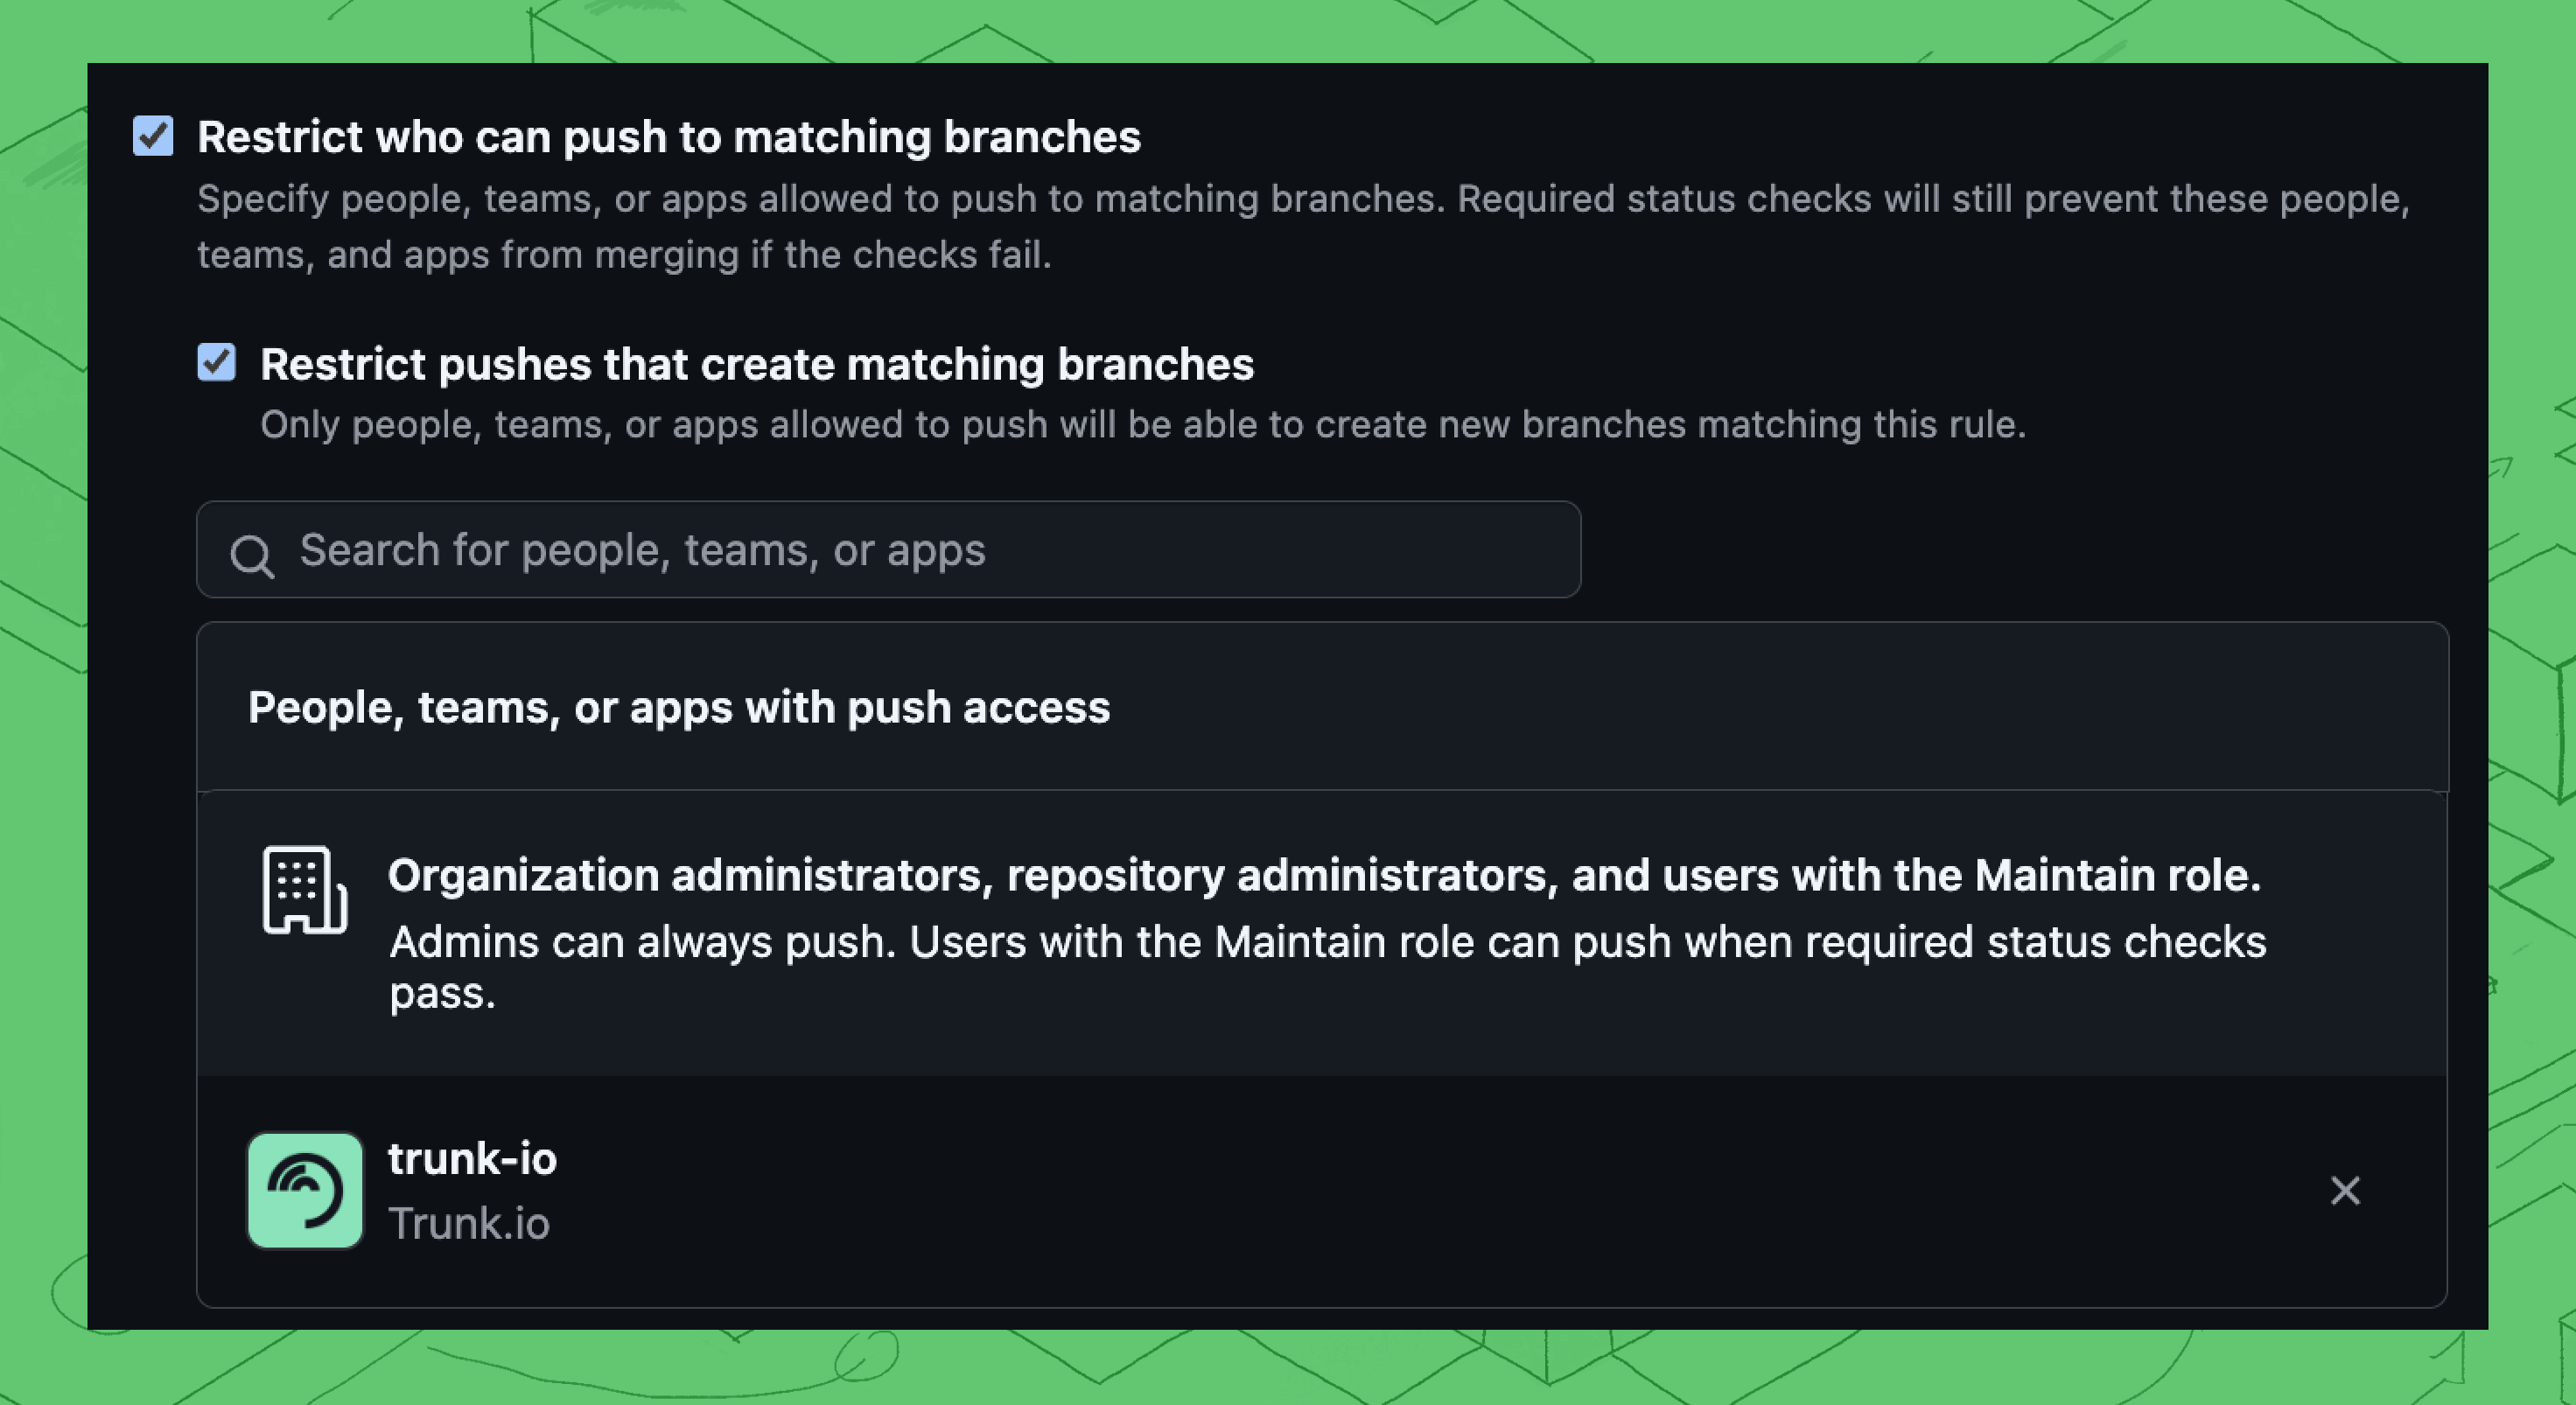 Restrict who can push to matching branches
Specify people, teams, or apps allowed to push to matching branches. Required status checks will still prevent these people,
teams, and apps from merging if the checks fail.
Restrict pushes that create matching branches
Only people, teams, or apps allowed to push will be able to create new branches matching this rule.
Search for people, teams, or apps
People, teams, or apps with push access
Organization administrators, repository administrators, and users with the Maintain role.
Admins can always push. Users with the Maintain role can push when required status checks
pass.
trunk-io
Trunk.io